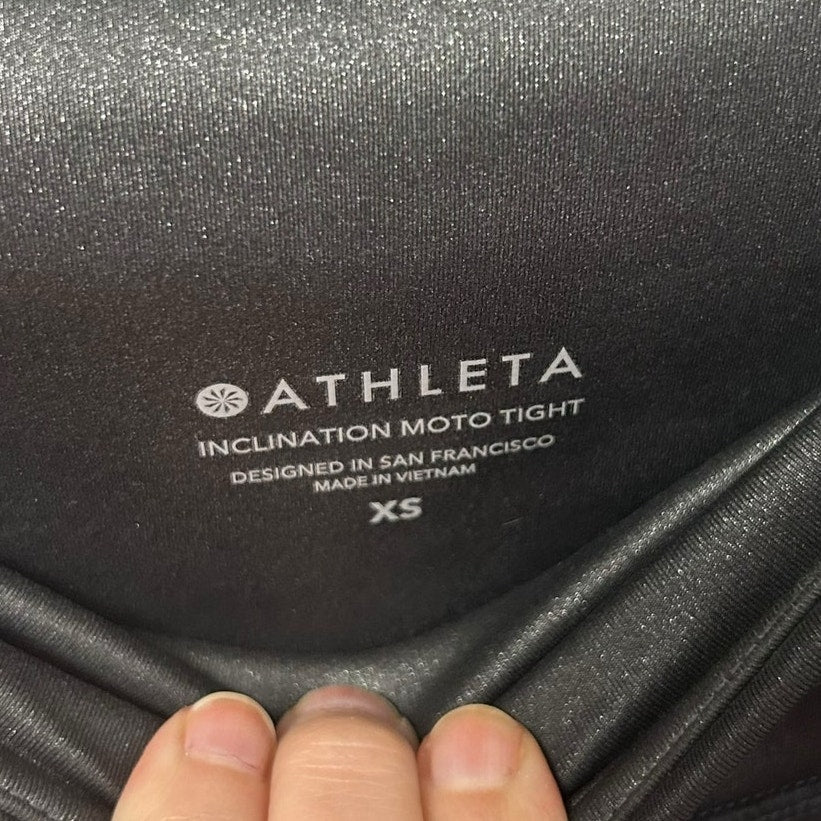 ATHLETA
INCLINATION MOTO TIGHT
DESIGNED IN SAN FRANCISCO
MADE IN VIETNAM
XS